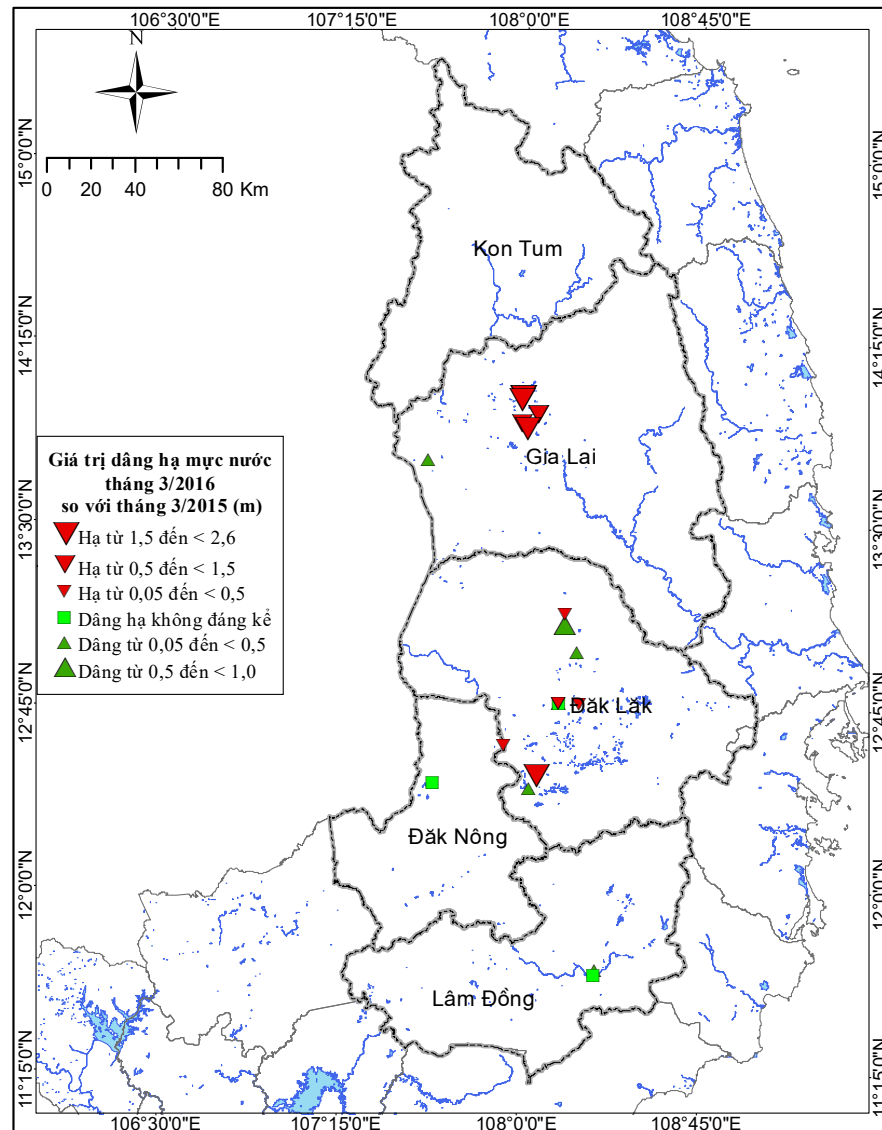 106°30'0"E 107°15'0"E 108°0'0"E 108°45'0"E
N
0 20 40 80 Km
15°0'0"N
15°0'0"N
Kon Tum
14°15'0"N
14°15'0"N
Gia Lai
Giá trị dâng hạ mực nước
tháng 3/2016
so với tháng 3/2015 (m)
Hạ từ 1,5 đến < 2,6
Hạ từ 0,5 đến < 1,5
Hạ từ 0,05 đến < 0,5
Dâng hạ không đáng kể
Dâng từ 0,05 đến < 0,5
Dâng từ 0,5 đến < 1,0
13°30'0"N
13°30'0"N
Đăk Lăk
12°45'0"N
12°45'0"N
Đăk Nông
12°0'0"N
12°0'0"N
Lâm Đồng
11°15'0"N
11°15'0"N
106°30'0"E 107°15'0"E 108°0'0"E 108°45'0"E